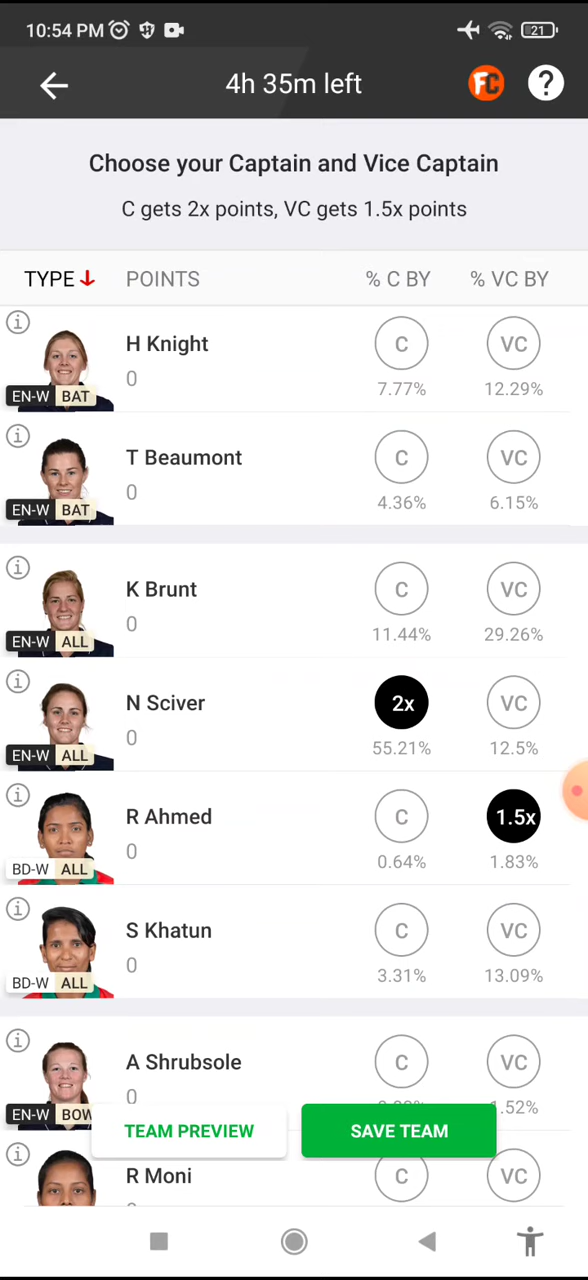 10:54 PM 21
4h 35m left FC ?
Choose your Captain and Vice Captain
C gets 2x points, VC gets 1.5x points
TYPE POINTS % C BY % VC BY
i H Knight C VC
0
EN-W BAT 7.77% 12.29%
i T Beaumont C VC
0
EN-W BAT 4.36% 6.15%
i K Brunt C VC
0
EN-W ALL 11.44% 29.26%
i N Sciver 2x VC
0
EN-W ALL 55.21% 12.5%
i R Ahmed C 1.5x
0
BD-W ALL 0.64% 1.83%
i S Khatun C VC
0
BD-W ALL 3.31% 13.09%
i A Shrubsole C VC
0
EN-W BOW .52%
TEAM PREVIEW SAVE TEAM
i R Moni C VC